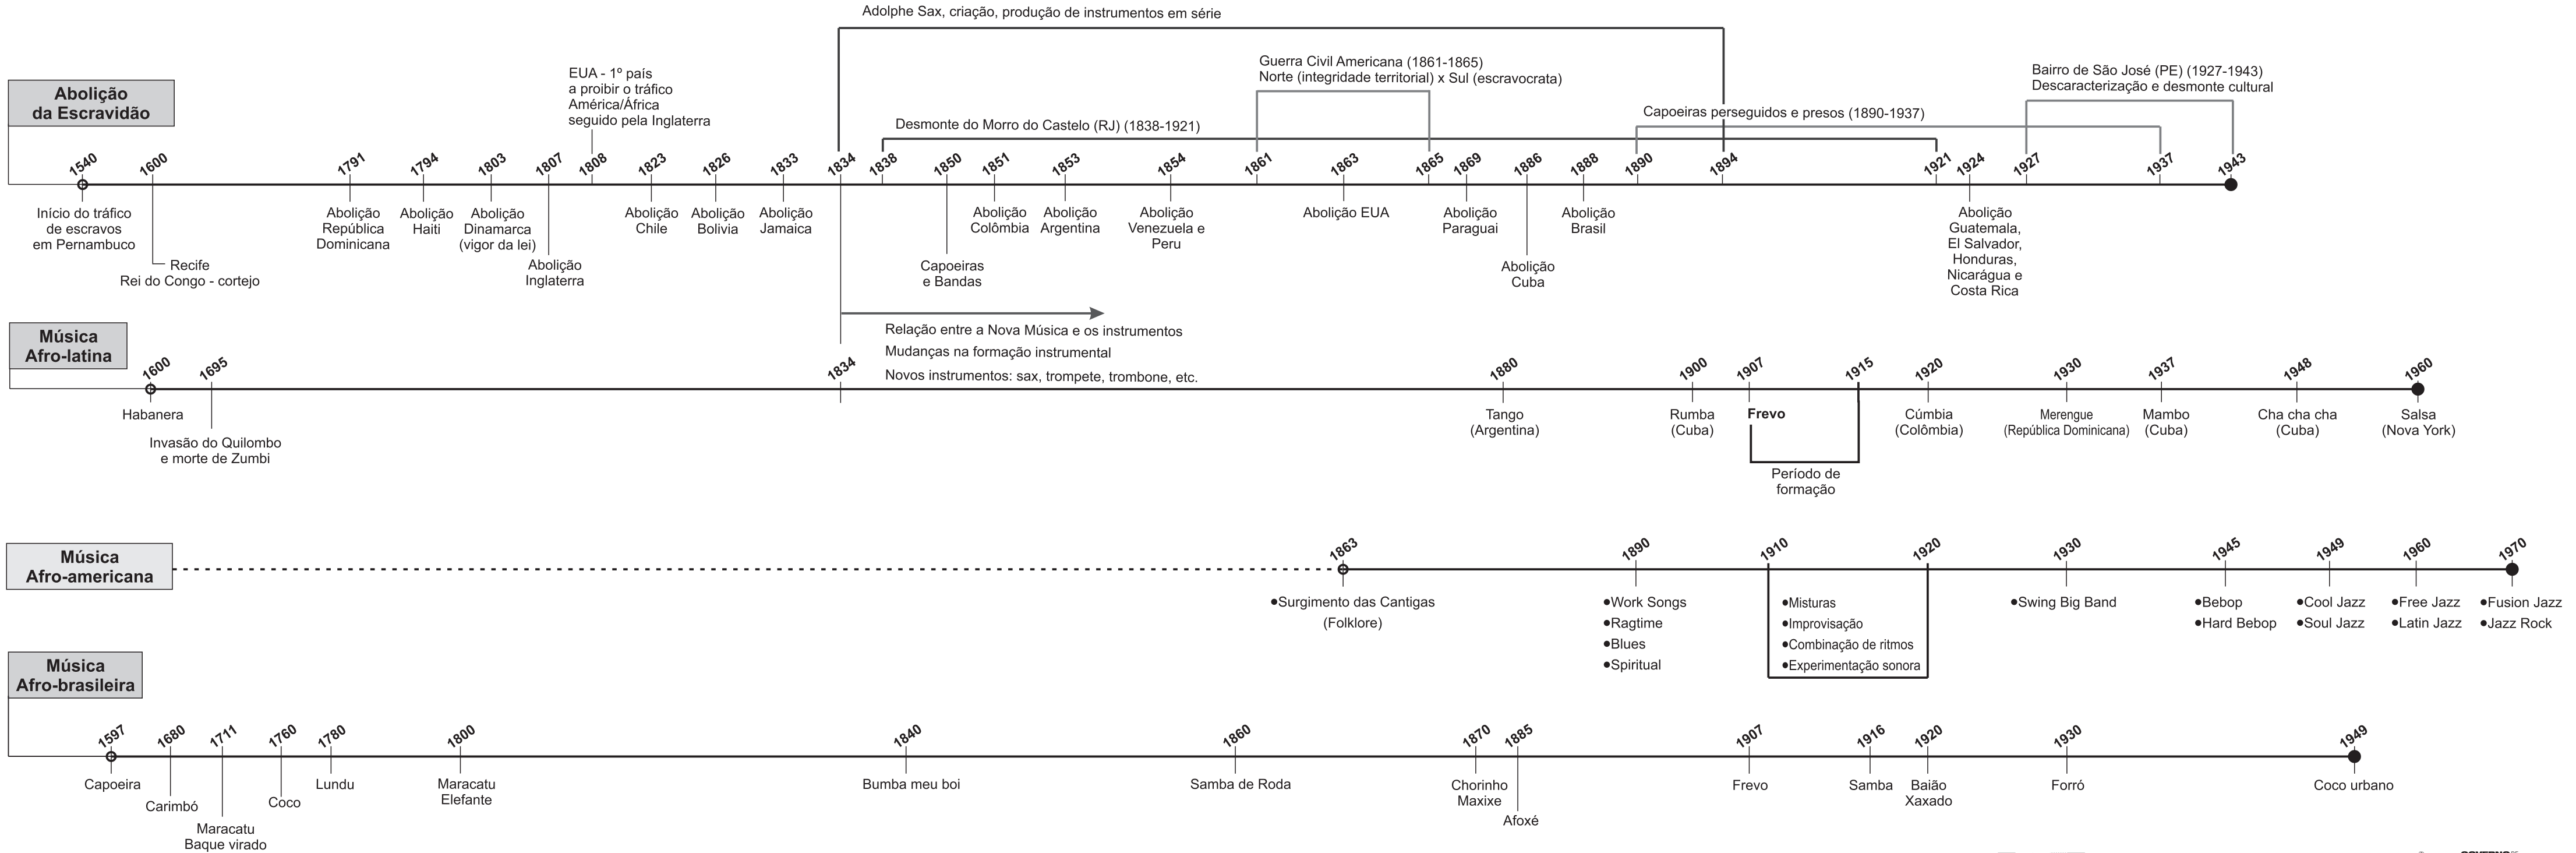 Adolphe Sax, criação, produção de instrumentos em série
Guerra Civil Americana (1861-1865)
Norte (integridade territorial) x Sul (escravocrata)
Bairro de São José (PE) (1927-1943)
Descaracterização e desmonte cultural
EUA - 1º país
a proibir o tráfico
América/África
seguido pela Inglaterra
Desmonte do Morro do Castelo (RJ) (1838-1921)
Capoeiras perseguidos e presos (1890-1937)
Abolição
da Escravidão
1540
Início do tráfico
de escravos
em Pernambuco
1600
Recife
Rei do Congo - cortejo
1791
Abolição
República
Dominicana
1794
Abolição
Haiti
1803
Abolição
Dinamarca
(vigor da lei)
1807
Abolição
Inglaterra
1808
1823
Abolição
Chile
1826
Abolição
Bolivia
1833
Abolição
Jamaica
1834
1838
1850
Capoeiras
e Bandas
1851
Abolição
Colômbia
1853
Abolição
Argentina
1854
Abolição
Venezuela e
Peru
1861
1863
Abolição EUA
1865
1869
Abolição
Paraguai
1886
Abolição
Cuba
1888
Abolição
Brasil
1890
1894
1921
1924
Abolição
Guatemala,
El Salvador,
Honduras,
Nicarágua e
Costa Rica
1927
1937
1943
Relação entre a Nova Música e os instrumentos
Mudanças na formação instrumental
Novos instrumentos: sax, trompete, trombone, etc.
Música
Afro-latina
1600
Habanera
1695
Invasão do Quilombo
e morte de Zumbi
1834
1880
Tango
(Argentina)
1900
Rumba
(Cuba)
1907
Frevo
1915
Período de
formação
1920
Cúmbia
(Colômbia)
1930
Merengue
(República Dominicana)
1937
Mambo
(Cuba)
1948
Cha cha cha
(Cuba)
1960
Salsa
(Nova York)
Música
Afro-americana
1863
•Surgimento das Cantigas
(Folklore)
1890
•Work Songs
•Ragtime
•Blues
•Spiritual
1910
1920
•Misturas
•Improvisação
•Combinação de ritmos
•Experimentação sonora
1930
•Swing Big Band
1945
•Bebop
•Hard Bebop
1949
•Cool Jazz
•Soul Jazz
1960
•Free Jazz
•Latin Jazz
1970
•Fusion Jazz
•Jazz Rock
Música
Afro-brasileira
1597
Capoeira
1680
Carimbó
1711
Maracatu
Baque virado
1760
Coco
1780
Lundu
1800
Maracatu
Elefante
1840
Bumba meu boi
1860
Samba de Roda
1870
Chorinho
Maxixe
1885
Afoxé
1907
Frevo
1916
Samba
1920
Baião
Xaxado
1930
Forró
1949
Coco urbano